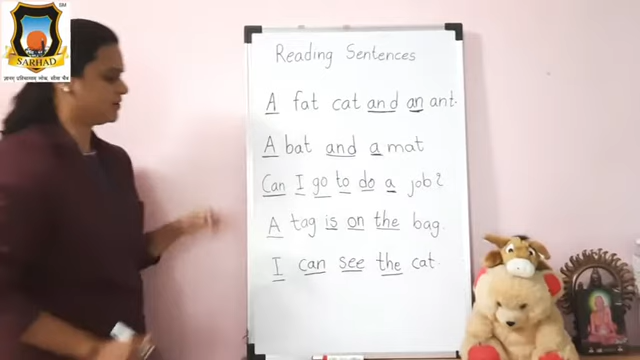 SM
SARHAD
Reading Sentences
A fat cat and an ant.
A bat and a mat
Can I go to do a job?
A tag is on the bag.
I can see the cat.